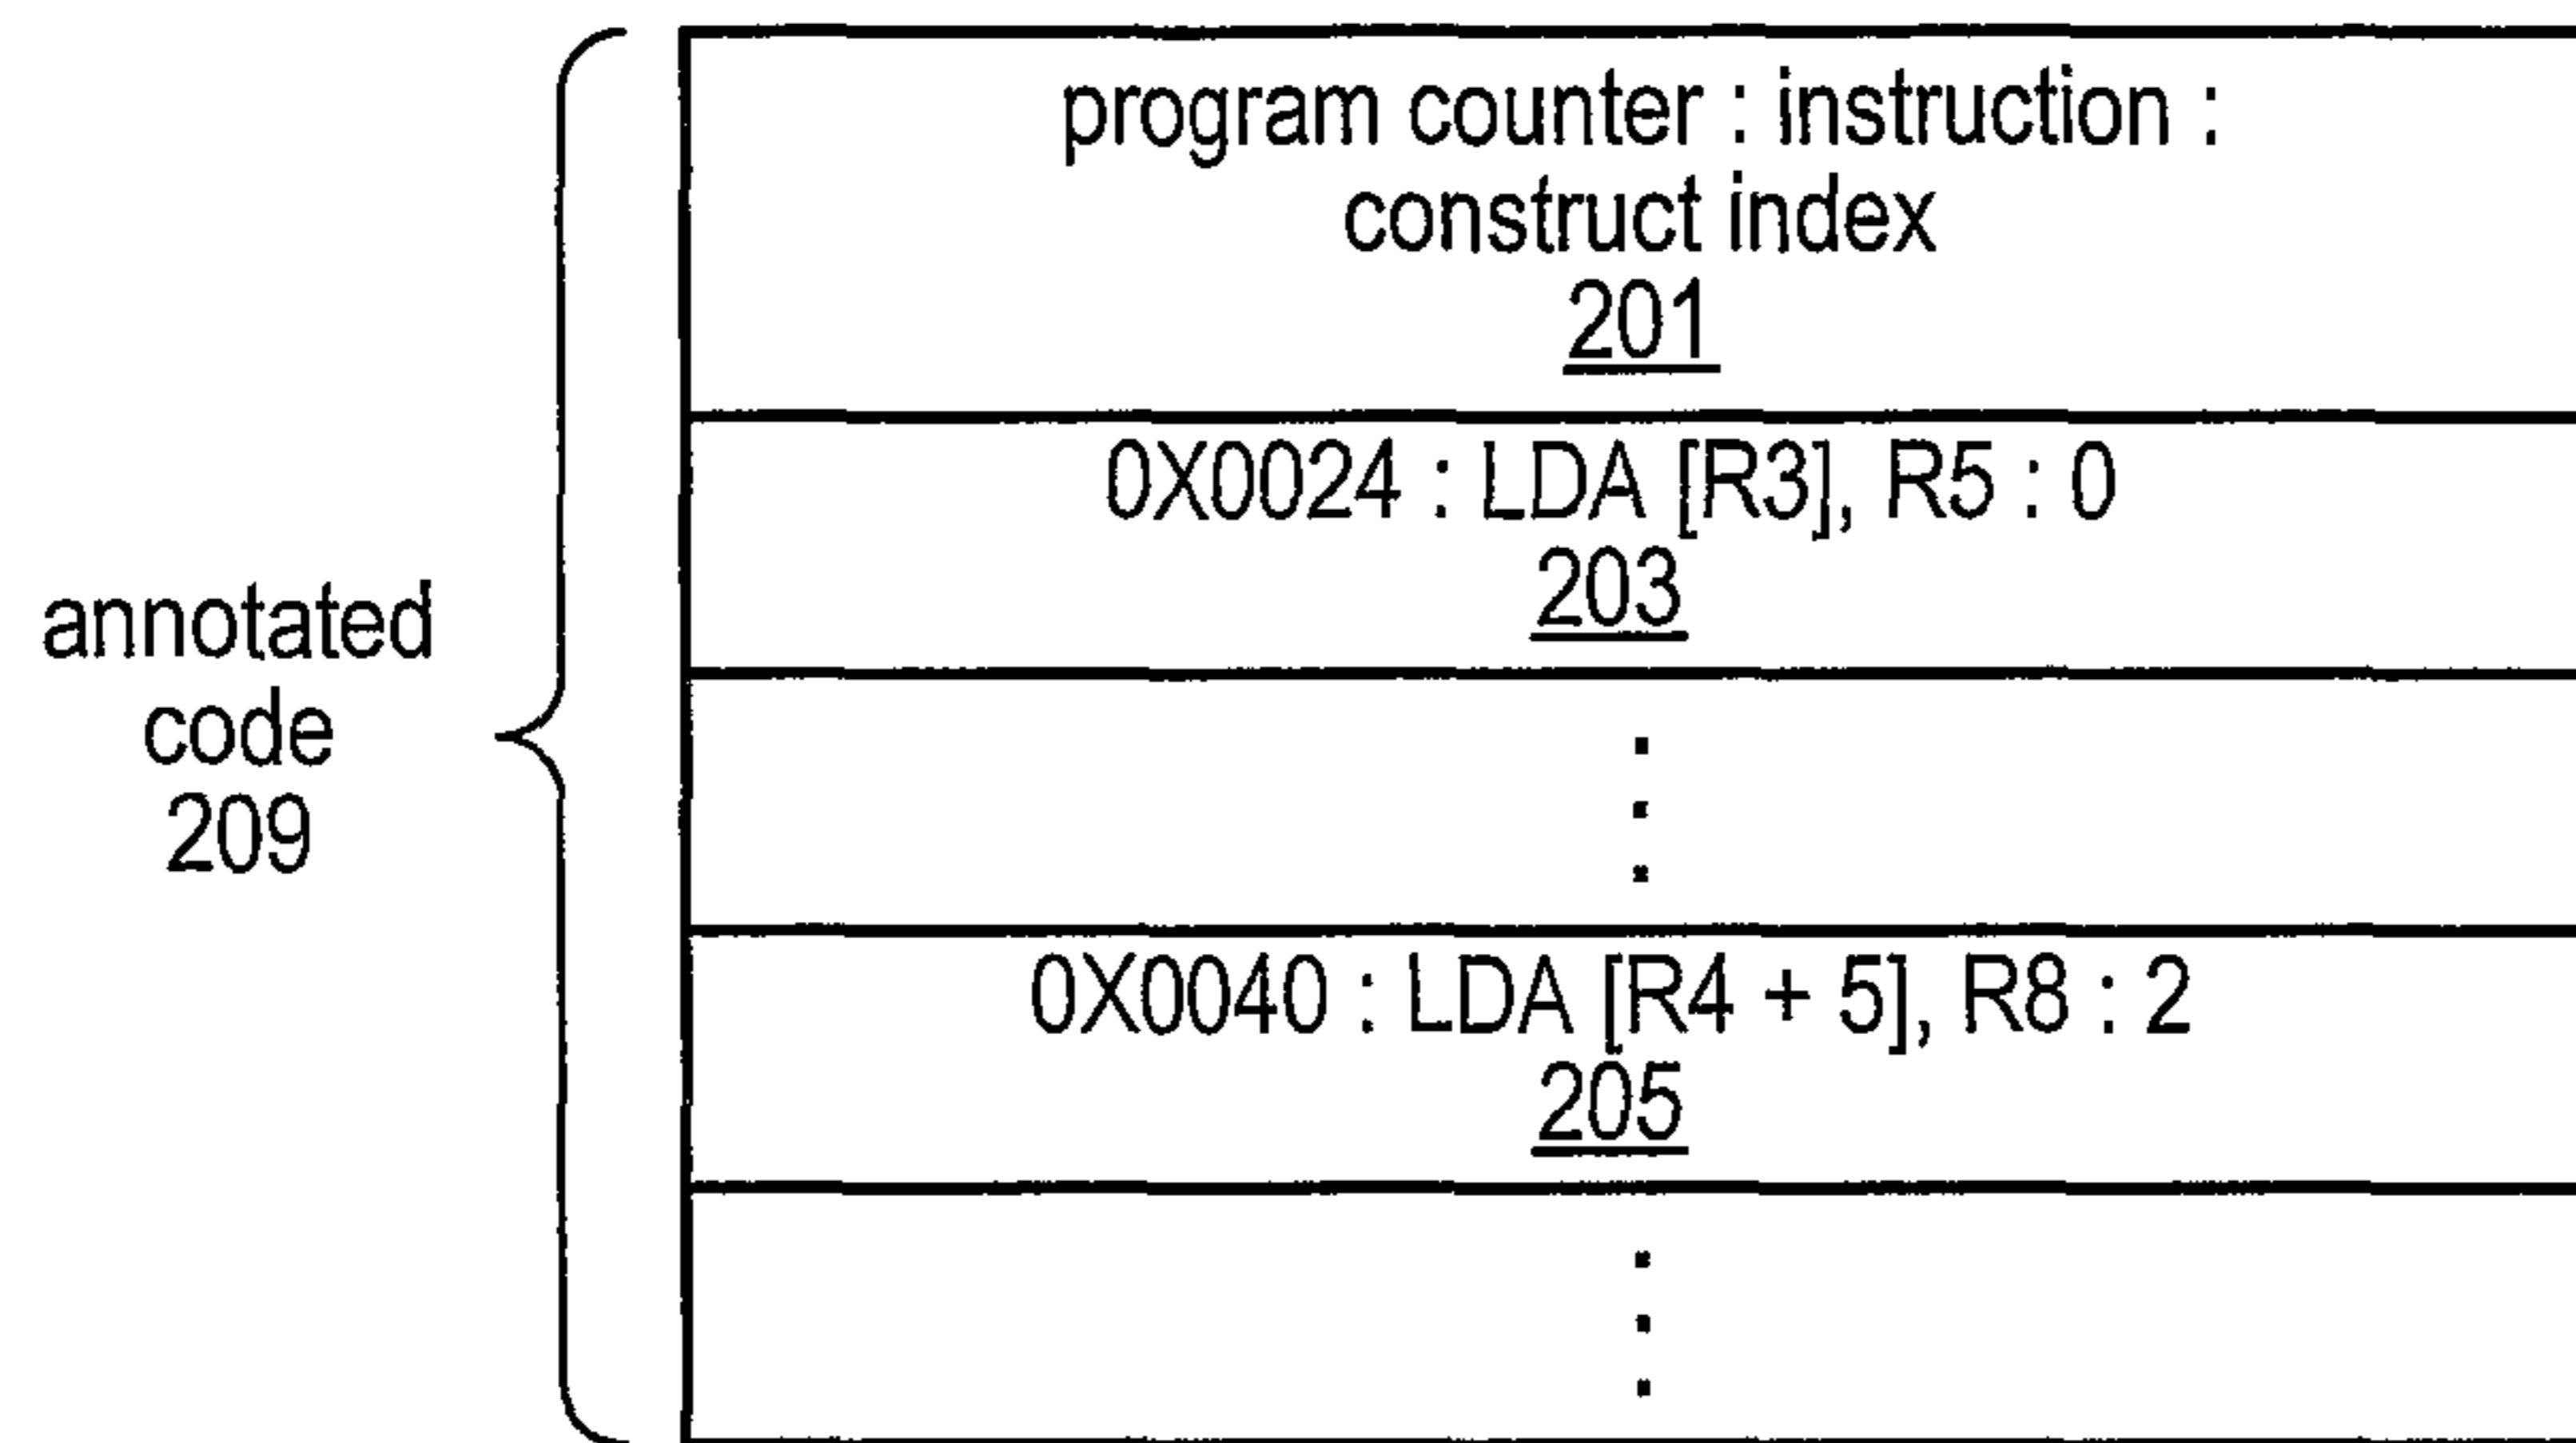 program counter : instruction :
construct index
201
0X0024 : LDA [R3], R5 : 0
203
annotated
code
209
0X0040 : LDA [R4 + 5], R8 : 2
205